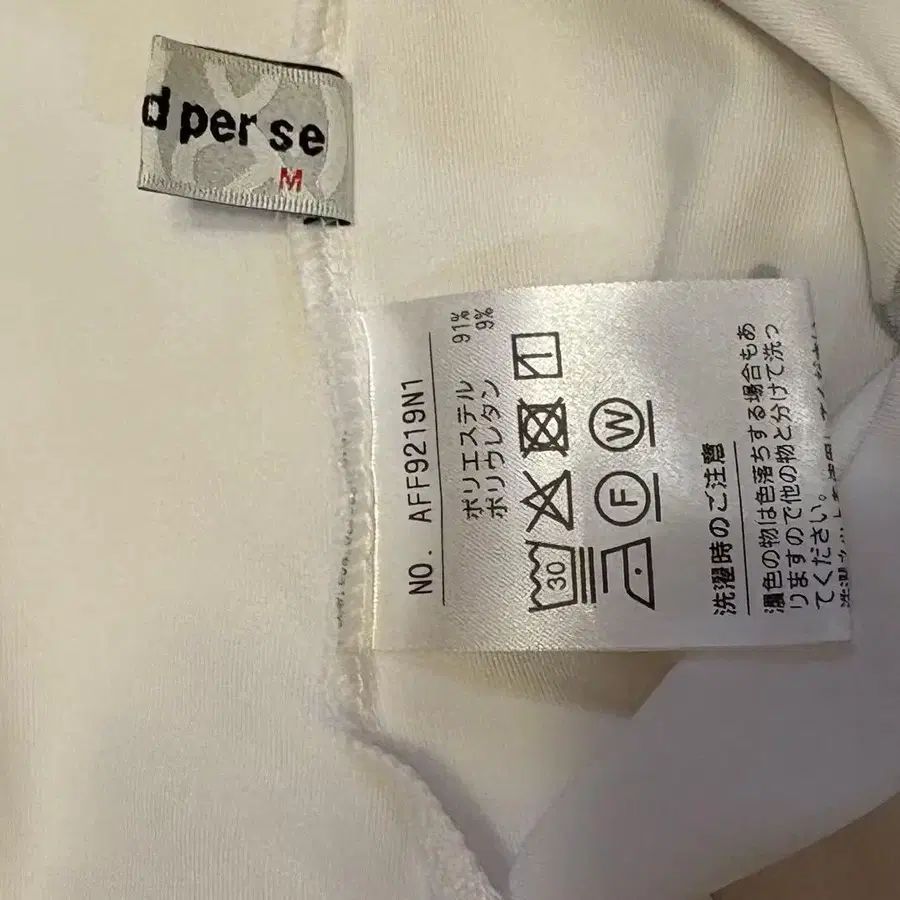 d per se
M
NO. AFF9219N1
ポリエステル 91%
ポリウレタン 9%
30
F
W
洗濯時のご注意
濃色の物は色落ちする場合もあ
りますので他の物と分けて洗っ
てください。